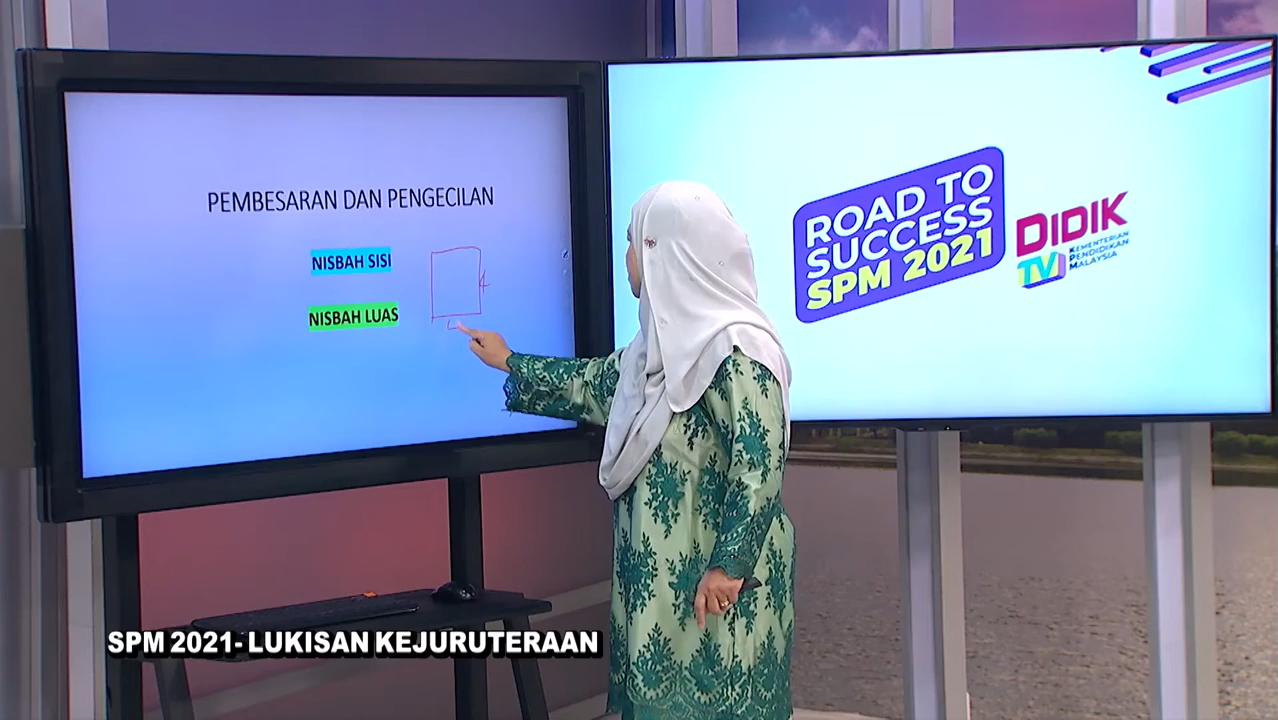 PEMBESARAN DAN PENGECILAN
NISBAH SISI
NISBAH LUAS
4
ROAD TO
SUCCESS
SPM 2021
DIDIK
TV
KEMENTERIAN
PENDIDIKAN
MALAYSIA
SPM 2021- LUKISAN KEJURUTERAAN